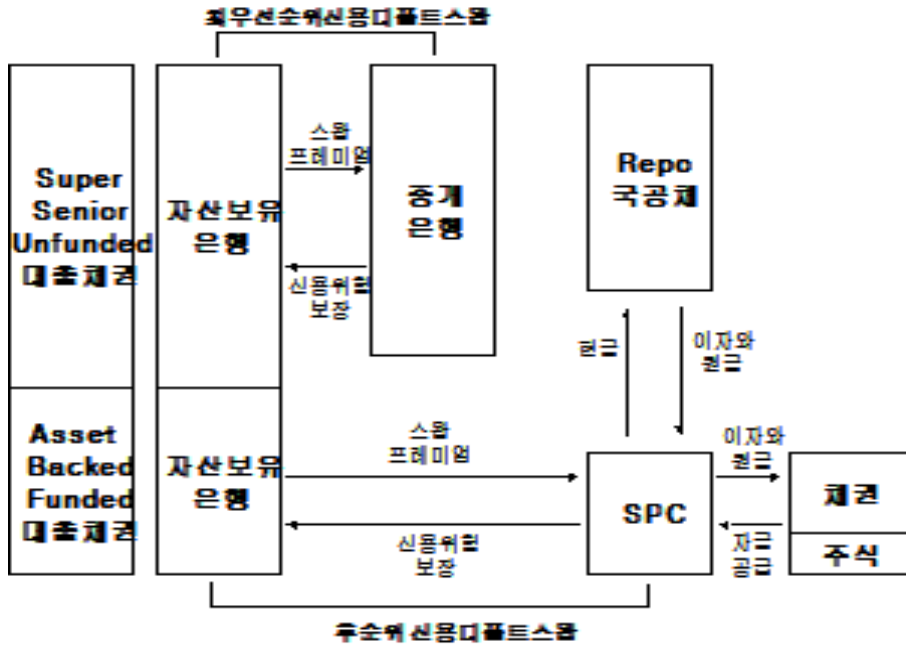 최우선순위신용디폴트스왑
Super
Senior
Unfunded
대출채권
자산보유
은행
스왑
프레미엄
신용위험
보장
중개
은행
Repo
국공채
현금
이자와
원금
Asset
Backed
Funded
대출채권
자산보유
은행
스왑
프레미엄
신용위험
보장
SPC
이자와
원금
자금
공급
채권
주식
후순위신용디폴트스왑